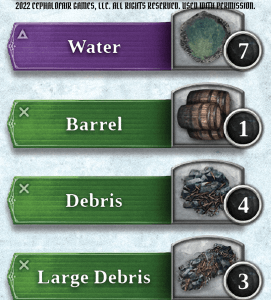 2022 CEPHALOFAIR GAMES, LLC. ALL RIGHTS RESERVED. USED WITH PERMISSION.
Water
7
Barrel
1
Debris
4
Large Debris
3